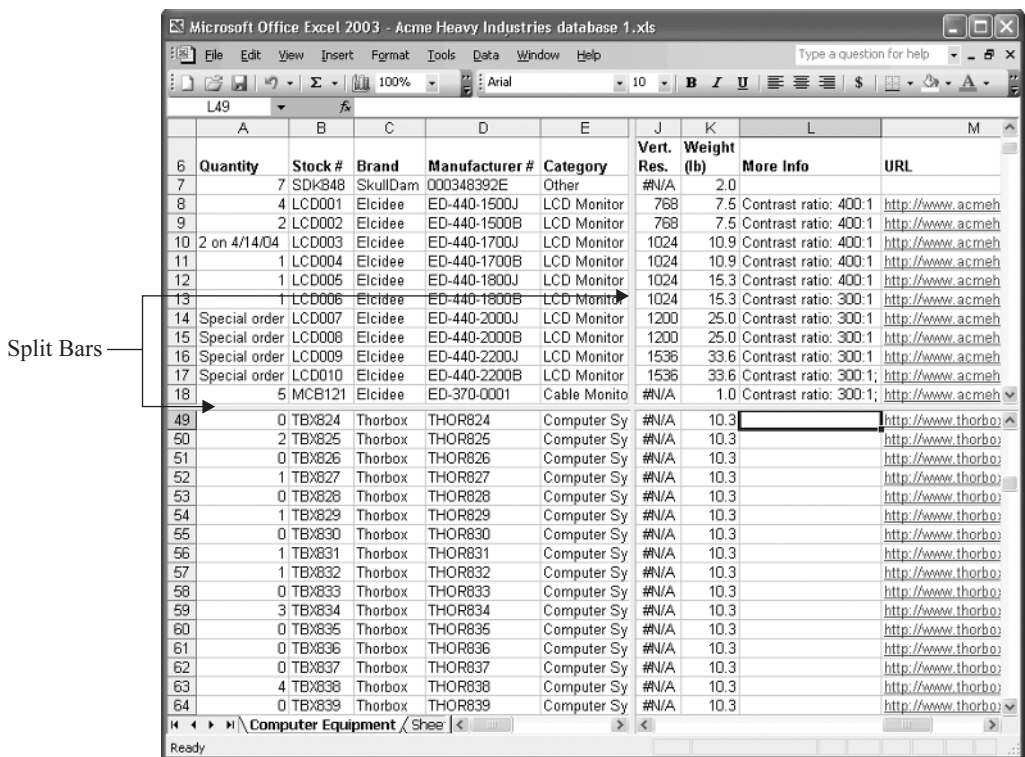 Microsoft Office Excel 2003 - Acme Heavy Industries database 1.xls
File Edit View Insert Format Tools Data Window Help Type a question for help
Σ 100% Arial 10 B I U $ A
L49 fx
A B C D E J K L M
Vert. Weight
6 Quantity Stock # Brand Manufacturer # Category Res. (lb) More Info URL
7 7 SDK848 SkullDam 000348392E Other #N/A 2.0
8 4 LCD001 Elcidee ED-440-1500J LCD Monitor 768 7.5 Contrast ratio: 400:1 http://www.acmeh
9 2 LCD002 Elcidee ED-440-1500B LCD Monitor 768 7.5 Contrast ratio: 400:1 http://www.acmeh
10 2 on 4/14/04 LCD003 Elcidee ED-440-1700J LCD Monitor 1024 10.9 Contrast ratio: 400:1 http://www.acmeh
11 1 LCD004 Elcidee ED-440-1700B LCD Monitor 1024 10.9 Contrast ratio: 400:1 http://www.acmeh
12 1 LCD005 Elcidee ED-440-1800J LCD Monitor 1024 15.3 Contrast ratio: 400:1 http://www.acmeh
13 1 LCD006 Elcidee ED-440-1800B LCD Monitor 1024 15.3 Contrast ratio: 300:1 http://www.acmeh
14 Special order LCD007 Elcidee ED-440-2000J LCD Monitor 1200 25.0 Contrast ratio: 300:1 http://www.acmeh
Split Bars
15 Special order LCD008 Elcidee ED-440-2000B LCD Monitor 1200 25.0 Contrast ratio: 300:1 http://www.acmeh
16 Special order LCD009 Elcidee ED-440-2200J LCD Monitor 1536 33.6 Contrast ratio: 300:1 http://www.acmeh
17 Special order LCD010 Elcidee ED-440-2200B LCD Monitor 1536 33.6 Contrast ratio: 300:1; http://www.acmeh
18 5 MCB121 Elcidee ED-370-0001 Cable Monito #N/A 1.0 Contrast ratio: 300:1; http://www.acmeh
49 0 TBX824 Thorbox THOR824 Computer Sy #N/A 10.3 http://www.thorbox
50 2 TBX825 Thorbox THOR825 Computer Sy #N/A 10.3 http://www.thorbox
51 0 TBX826 Thorbox THOR826 Computer Sy #N/A 10.3 http://www.thorbox
52 1 TBX827 Thorbox THOR827 Computer Sy #N/A 10.3 http://www.thorbox
53 0 TBX828 Thorbox THOR828 Computer Sy #N/A 10.3 http://www.thorbox
54 1 TBX829 Thorbox THOR829 Computer Sy #N/A 10.3 http://www.thorbox
55 0 TBX830 Thorbox THOR830 Computer Sy #N/A 10.3 http://www.thorbox
56 1 TBX831 Thorbox THOR831 Computer Sy #N/A 10.3 http://www.thorbox
57 1 TBX832 Thorbox THOR832 Computer Sy #N/A 10.3 http://www.thorbox
58 0 TBX833 Thorbox THOR833 Computer Sy #N/A 10.3 http://www.thorbox
59 3 TBX834 Thorbox THOR834 Computer Sy #N/A 10.3 http://www.thorbox
60 0 TBX835 Thorbox THOR835 Computer Sy #N/A 10.3 http://www.thorbox
61 0 TBX836 Thorbox THOR836 Computer Sy #N/A 10.3 http://www.thorbox
62 0 TBX837 Thorbox THOR837 Computer Sy #N/A 10.3 http://www.thorbox
63 4 TBX838 Thorbox THOR838 Computer Sy #N/A 10.3 http://www.thorbox
64 0 TBX839 Thorbox THOR839 Computer Sy #N/A 10.3 http://www.thorbox
Computer Equipment Shee
Ready